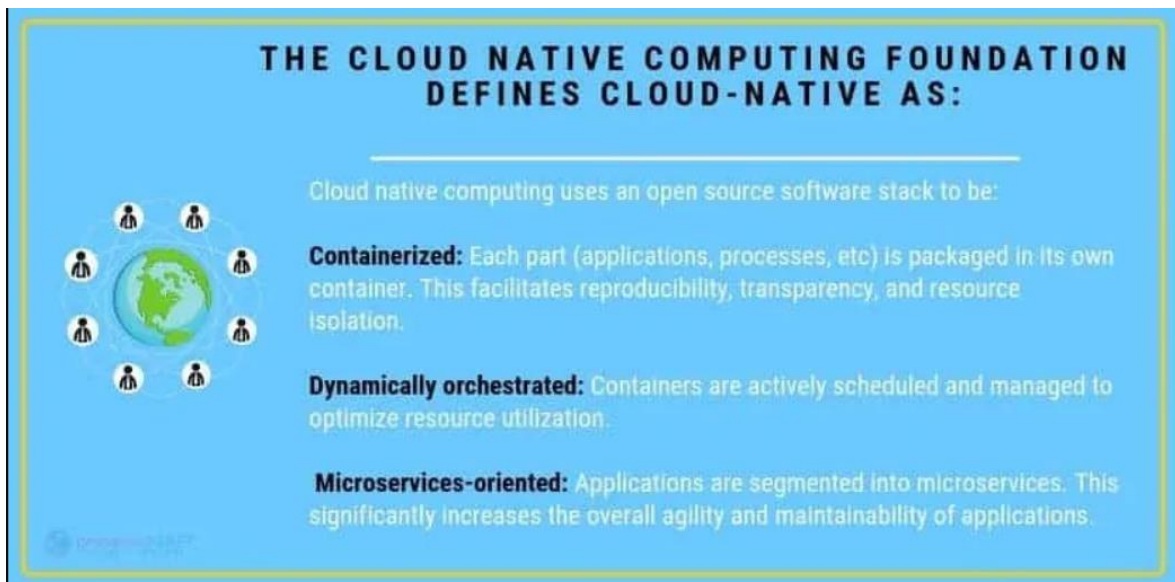 THE CLOUD NATIVE COMPUTING FOUNDATION
DEFINES CLOUD-NATIVE AS:
Cloud native computing uses an open source software stack to be:
Containerized: Each part (applications, processes, etc) is packaged in its own
container. This facilitates reproducibility, transparency, and resource
isolation.
Dynamically orchestrated: Containers are actively scheduled and managed to
optimize resource utilization.
Microservices-oriented: Applications are segmented into microservices. This
significantly increases the overall agility and maintainability of applications.